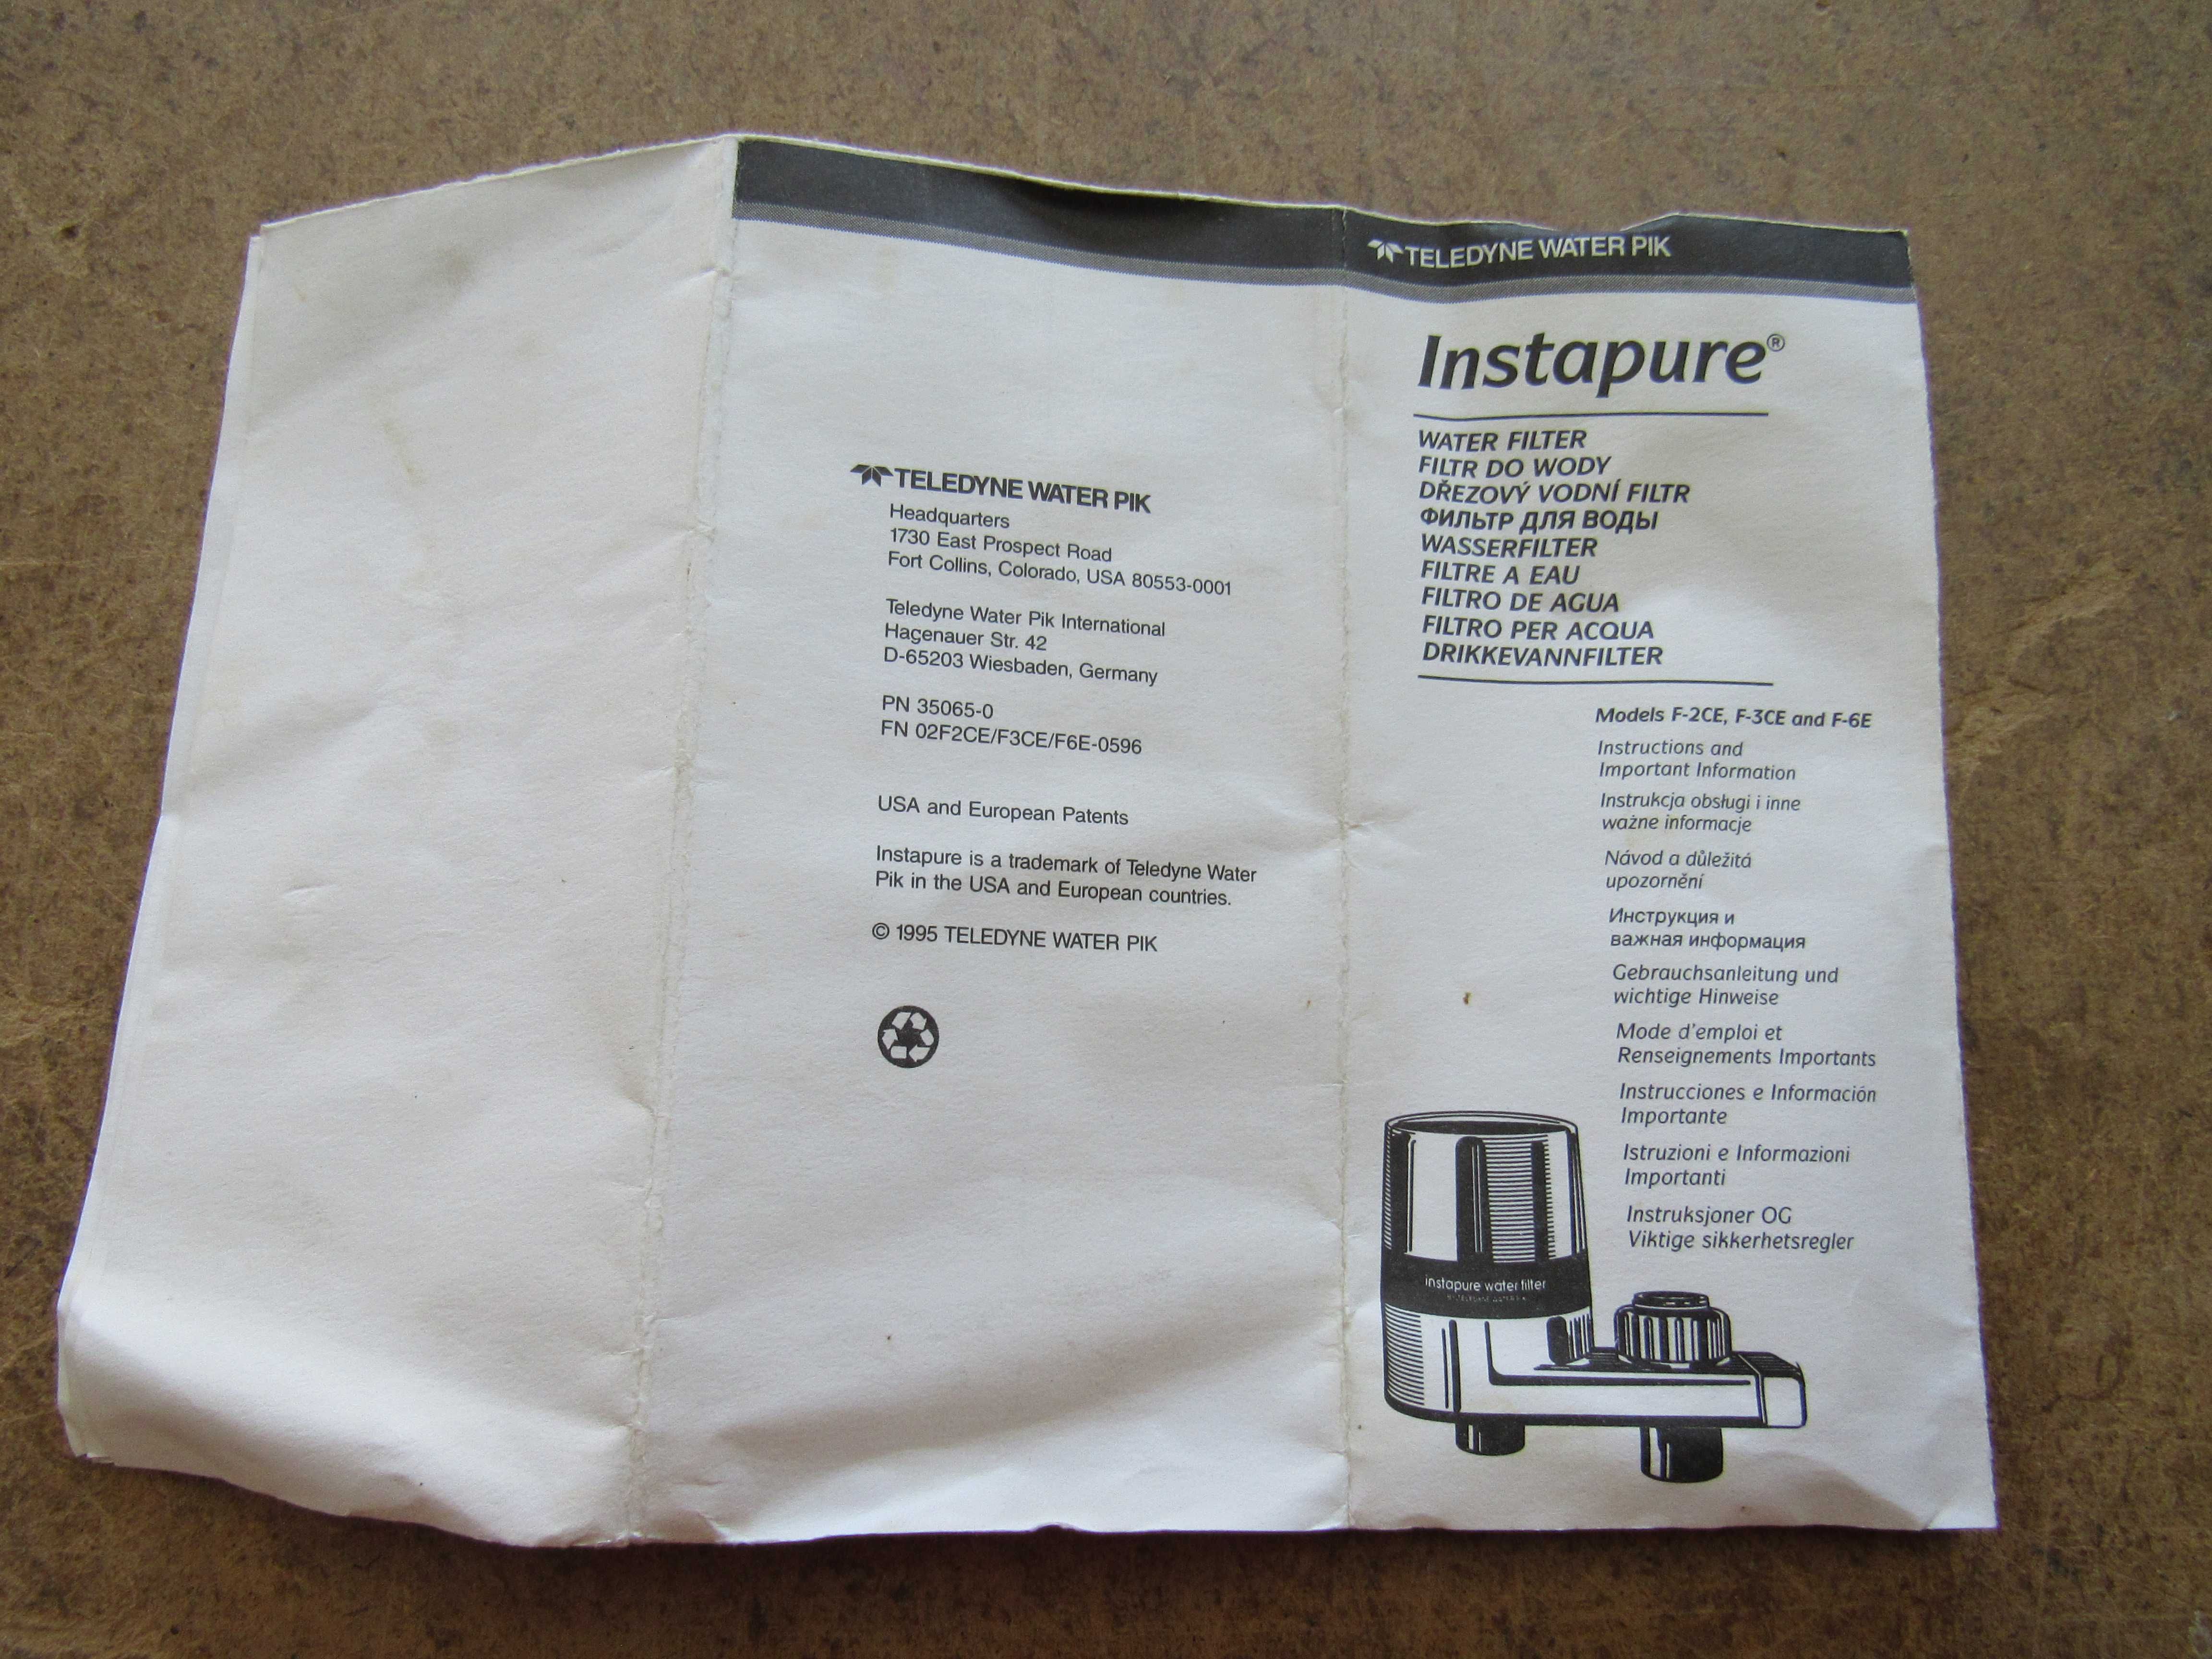 TELEDYNE WATER PIK
Headquarters
1730 East Prospect Road
Fort Collins, Colorado, USA 80553-0001
Teledyne Water Pik International
Hagenauer Str. 42
D-65203 Wiesbaden, Germany
PN 35065-0
FN 02F2CE/F3CE/F6E-0596
USA and European Patents
Instapure is a trademark of Teledyne Water
Pik in the USA and European countries.
© 1995 TELEDYNE WATER PIK
TELEDYNE WATER PIK
Instapure®
WATER FILTER
FILTR DO WODY
DŘEZOVÝ VODNÍ FILTR
ФИЛЬТР ДЛЯ ВОДЫ
WASSERFILTER
FILTRE A EAU
FILTRO DE AGUA
FILTRO PER ACQUA
DRIKKEVANNFILTER
Models F-2CE, F-3CE and F-6E
Instructions and
Important Information
Instrukcja obsługi i inne
ważne informacje
Návod a důležitá
upozornění
Инструкция и
важная информация
Gebrauchsanleitung und
wichtige Hinweise
Mode d'emploi et
Renseignements Importants
Instrucciones e Información
Importante
Istruzioni e Informazioni
Importanti
Instruksjoner OG
Viktige sikkerhetsregler
instapure water filter